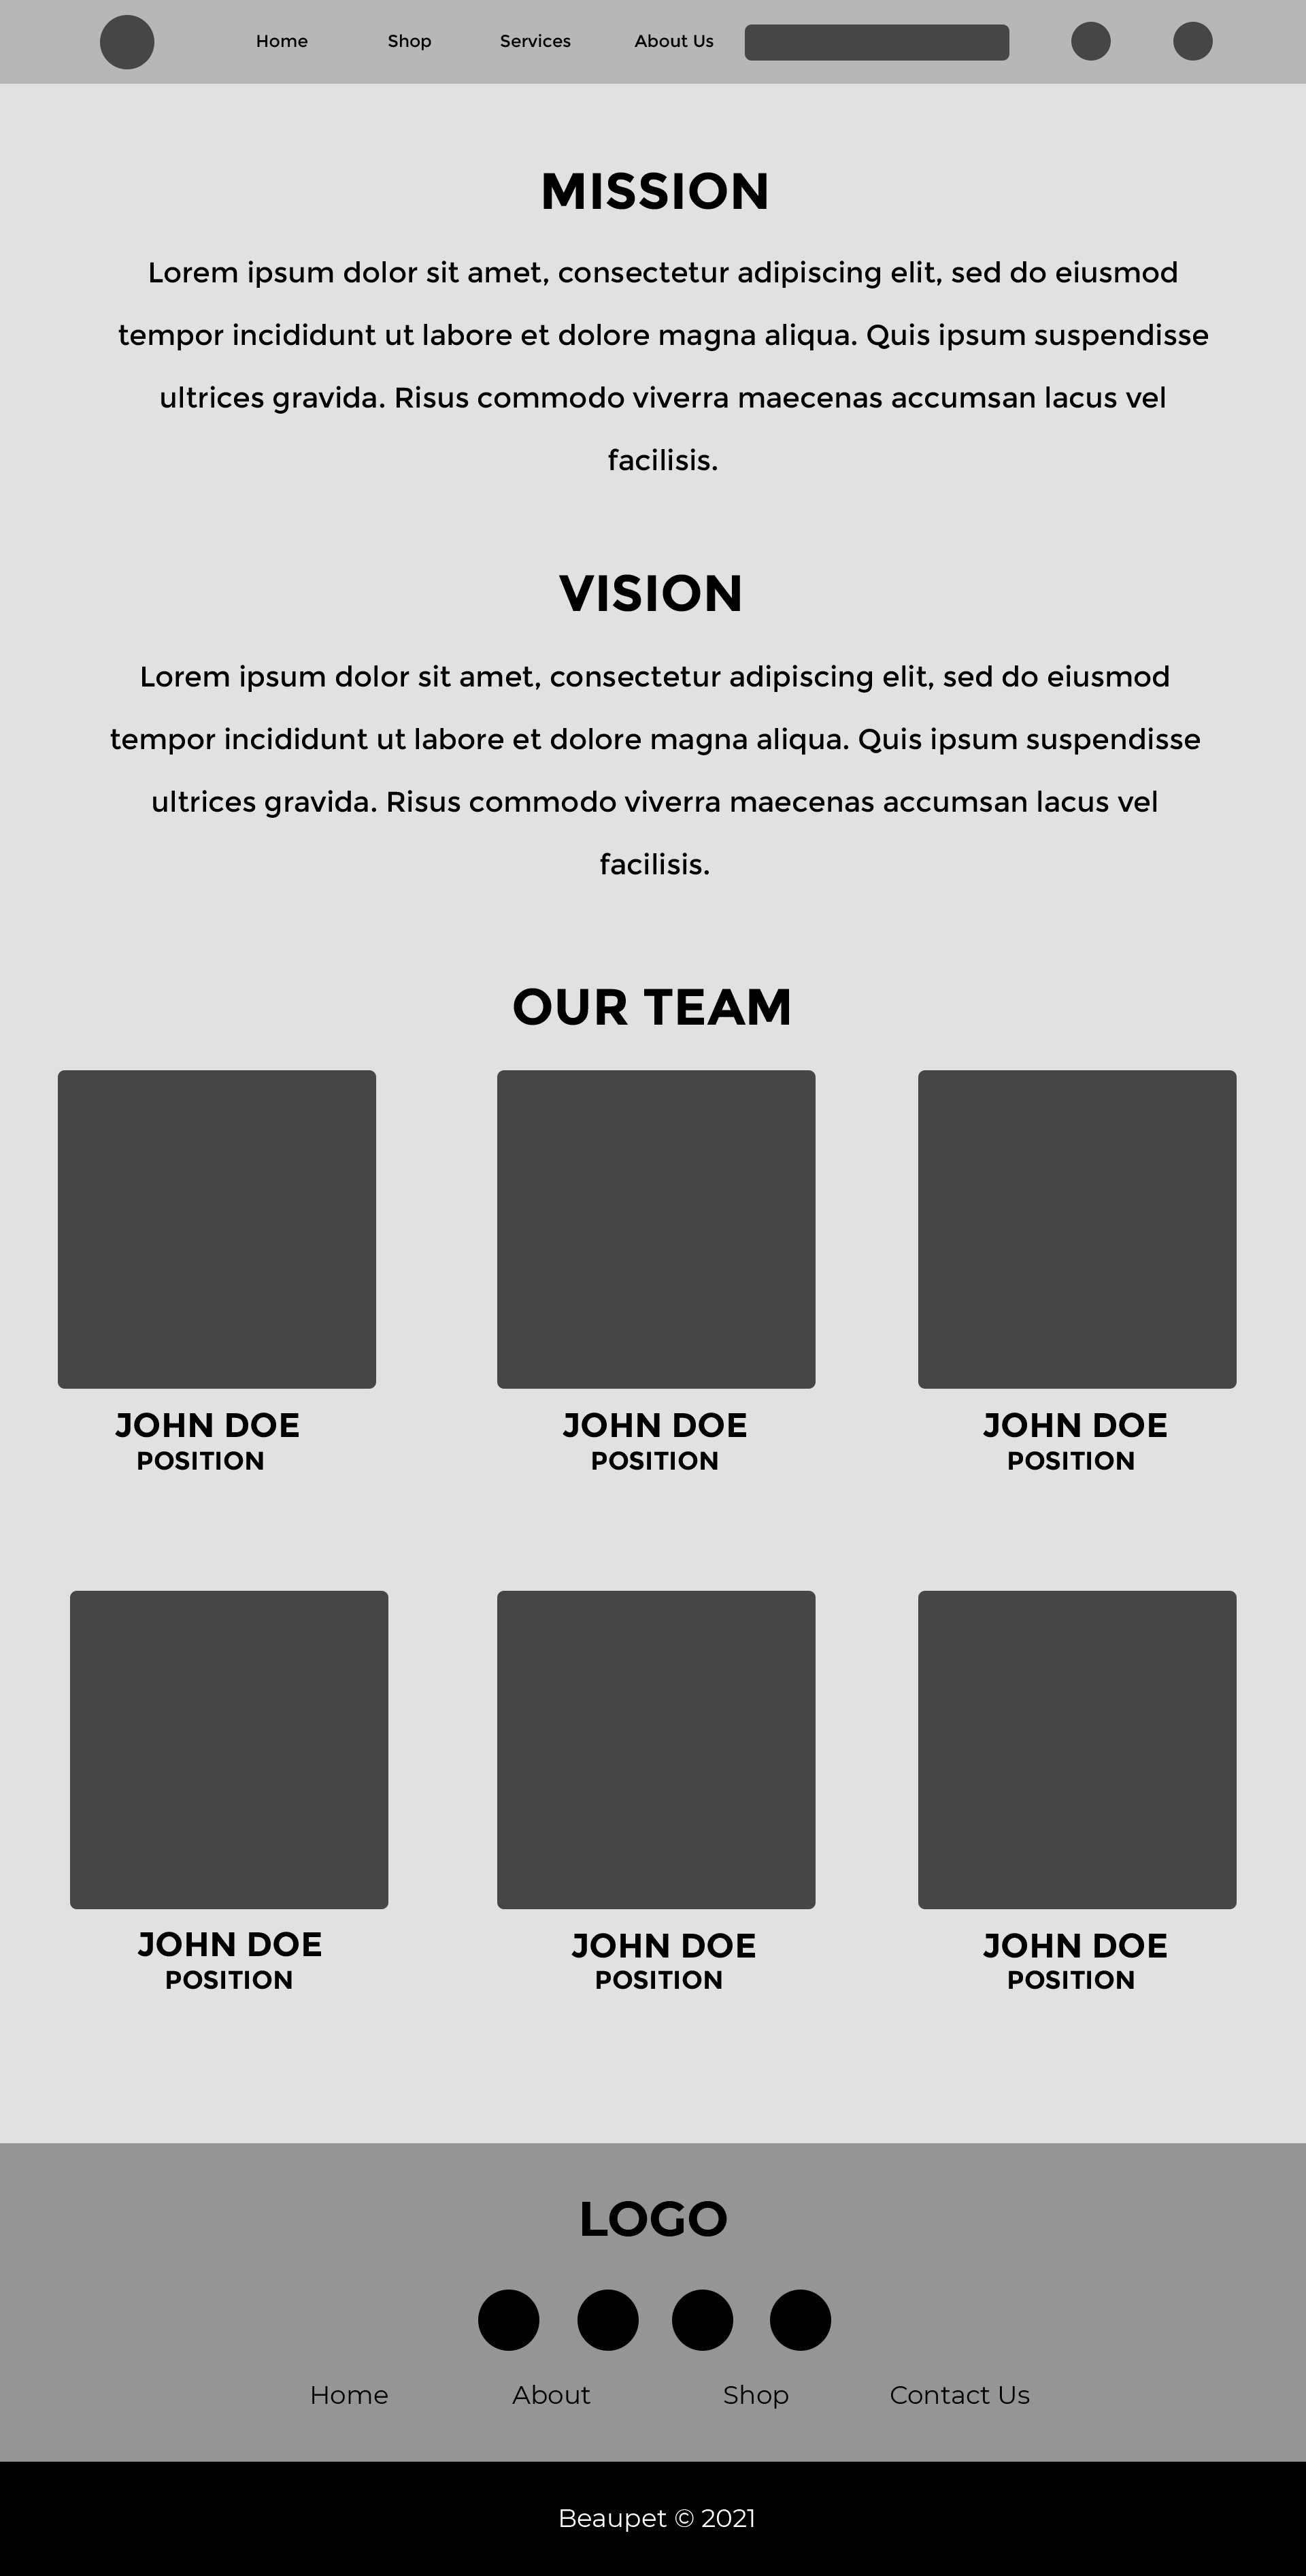 Home Shop Services About Us
MISSION
Lorem ipsum dolor sit amet, consectetur adipiscing elit, sed do eiusmod
tempor incididunt ut labore et dolore magna aliqua. Quis ipsum suspendisse
ultrices gravida. Risus commodo viverra maecenas accumsan lacus vel
facilisis.
VISION
Lorem ipsum dolor sit amet, consectetur adipiscing elit, sed do eiusmod
tempor incididunt ut labore et dolore magna aliqua. Quis ipsum suspendisse
ultrices gravida. Risus commodo viverra maecenas accumsan lacus vel
facilisis.
OUR TEAM
JOHN DOE JOHN DOE JOHN DOE
POSITION POSITION POSITION
JOHN DOE JOHN DOE JOHN DOE
POSITION POSITION POSITION
LOGO
Home About Shop Contact Us
Beaupet © 2021